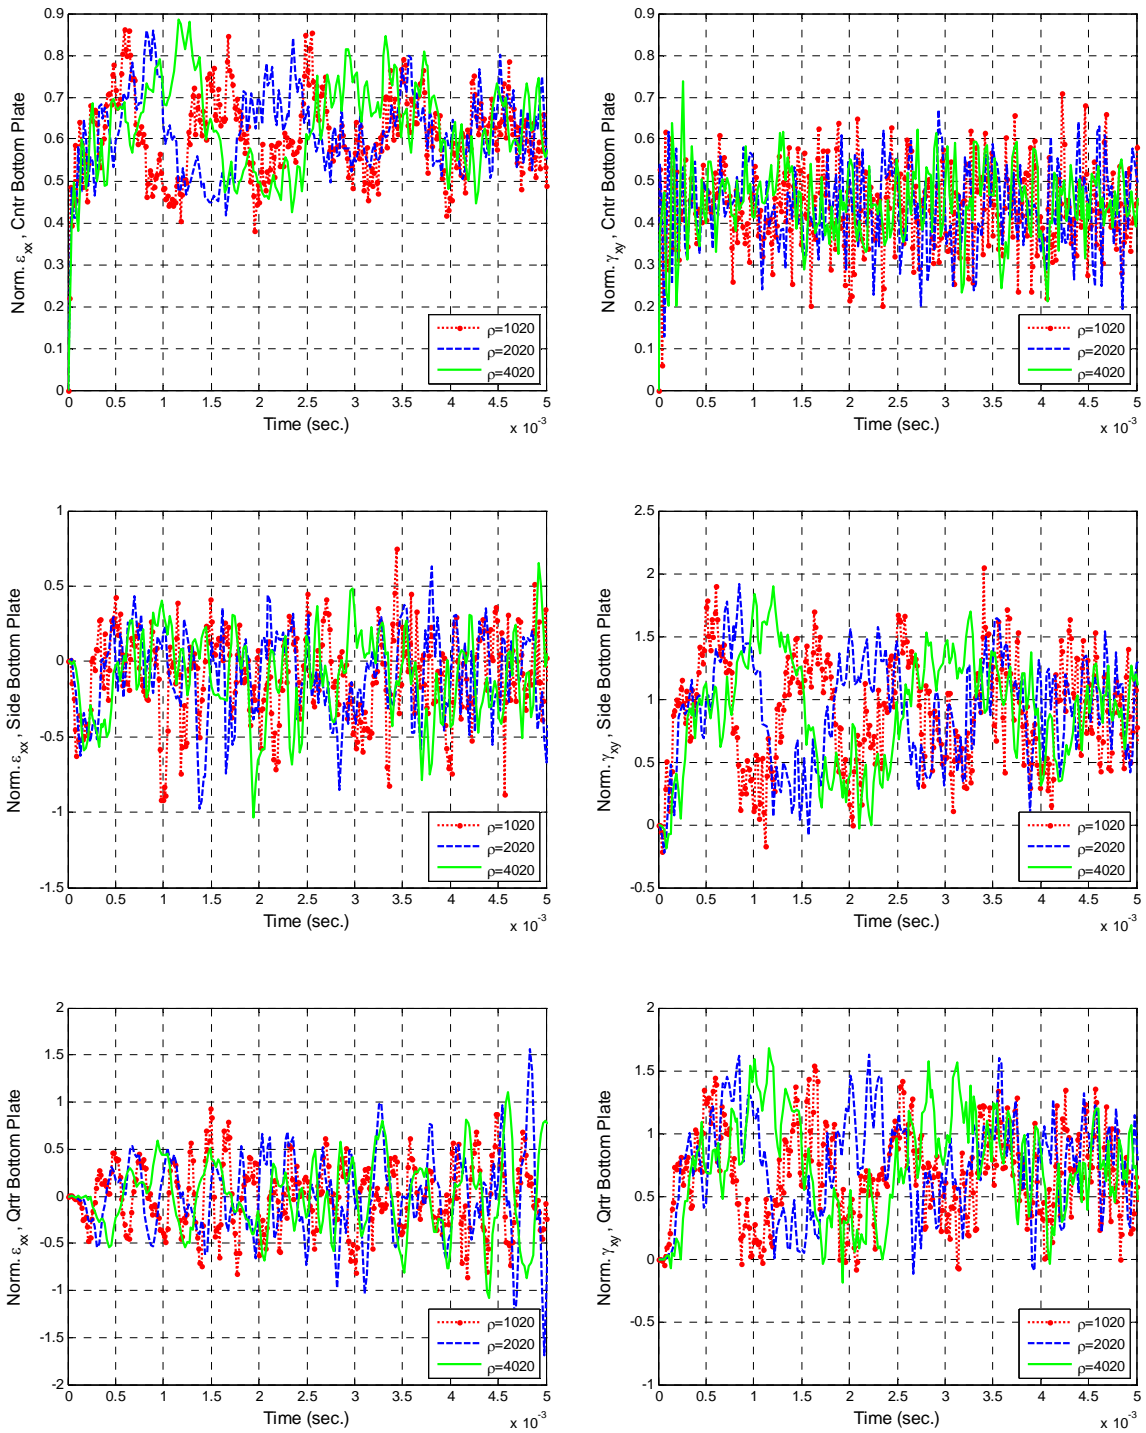 0.9
0.8
0.7
0.6
0.5
0.4
0.3
0.2
0.1
0
Norm. εxx , Cntr Bottom Plate
ρ=1020
ρ=2020
ρ=4020
0 0.5 1 1.5 2 2.5 3 3.5 4 4.5 5
Time (sec.)
x 10-3
0.9
0.8
0.7
0.6
0.5
0.4
0.3
0.2
0.1
0
Norm. γxy , Cntr Bottom Plate
ρ=1020
ρ=2020
ρ=4020
0 0.5 1 1.5 2 2.5 3 3.5 4 4.5 5
Time (sec.)
x 10-3
1
0.5
0
-0.5
-1
-1.5
Norm. εxx , Side Bottom Plate
ρ=1020
ρ=2020
ρ=4020
0 0.5 1 1.5 2 2.5 3 3.5 4 4.5 5
Time (sec.)
x 10-3
2.5
2
1.5
1
0.5
0
-0.5
Norm. γxy , Side Bottom Plate
ρ=1020
ρ=2020
ρ=4020
0 0.5 1 1.5 2 2.5 3 3.5 4 4.5 5
Time (sec.)
x 10-3
2
1.5
1
0.5
0
-0.5
-1
-1.5
-2
Norm. εxx, Qrtr Bottom Plate
ρ=1020
ρ=2020
ρ=4020
0 0.5 1 1.5 2 2.5 3 3.5 4 4.5 5
Time (sec.)
x 10-3
2
1.5
1
0.5
0
-0.5
-1
Norm. γxy, Qrtr Bottom Plate
ρ=1020
ρ=2020
ρ=4020
0 0.5 1 1.5 2 2.5 3 3.5 4 4.5 5
Time (sec.)
x 10-3